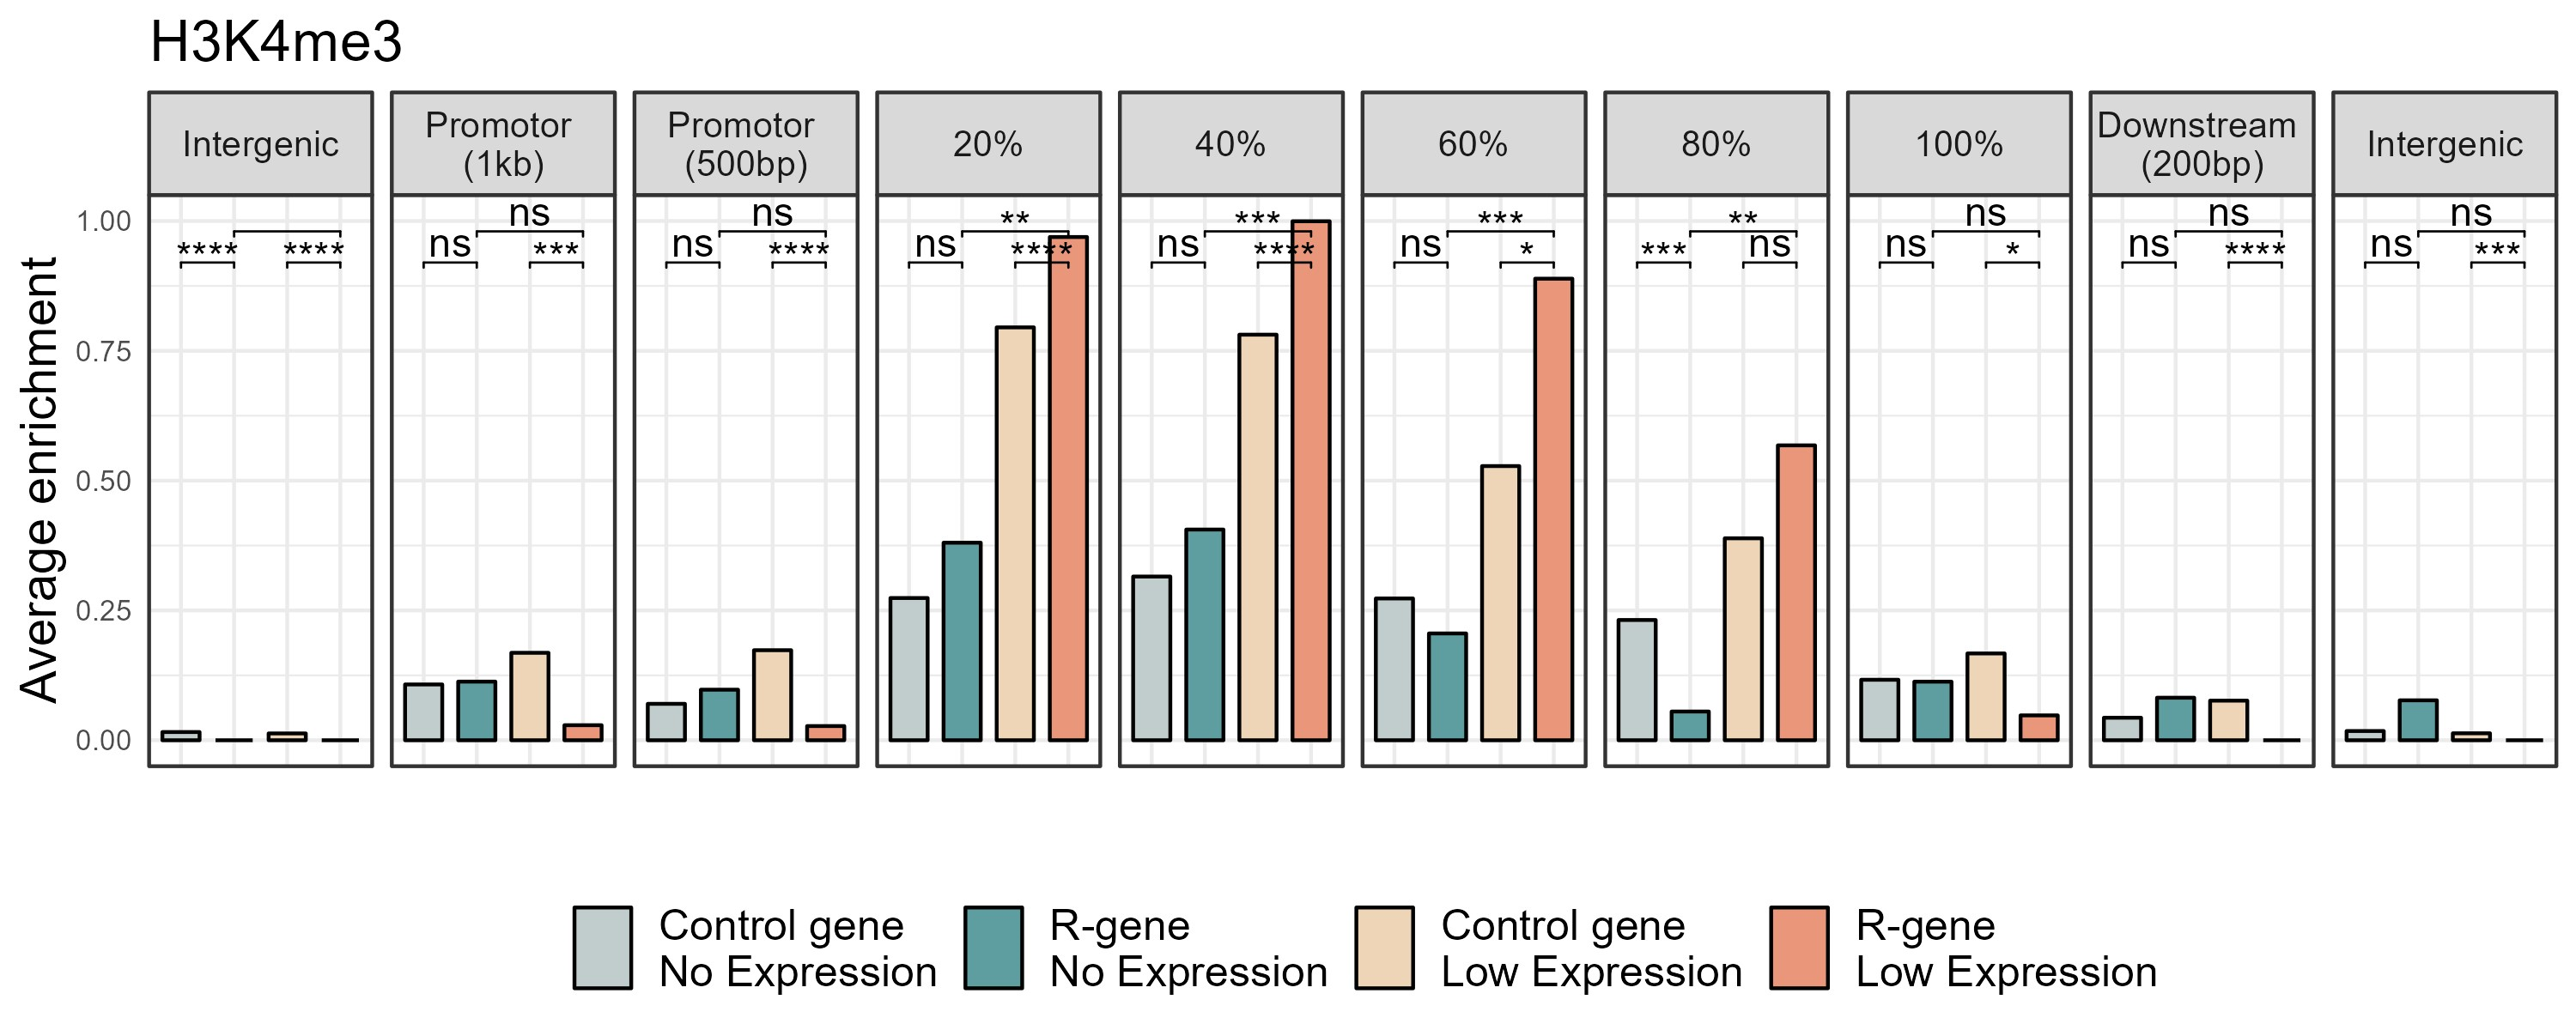 H3K4me3
Intergenic
Promotor
(1kb)
Promotor
(500bp)
20%
40%
60%
80%
100%
Downstream
(200bp)
Intergenic
Average enrichment
1.00
0.75
0.50
0.25
0.00
**** ****
ns
ns ***
ns
ns ****
**
ns ****
***
ns ****
***
ns *
**
*** ns
ns
ns *
ns
ns ****
ns
ns ***
Control gene
No Expression
R-gene
No Expression
Control gene
Low Expression
R-gene
Low Expression